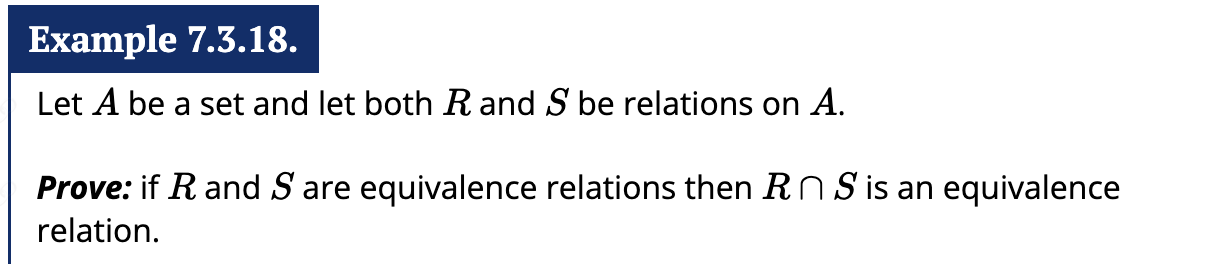 Example 7.3.18.
Let A be a set and let both R and S be relations on A.
Prove: if R and S are equivalence relations then R ∩ S is an equivalence
relation.